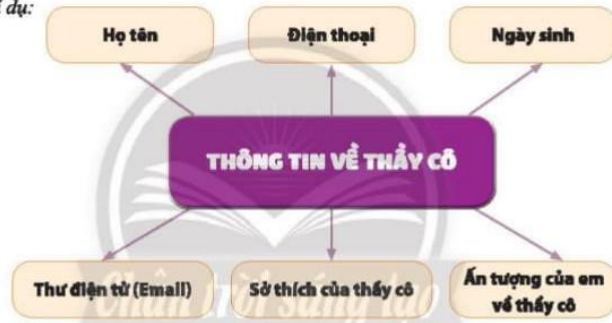 dụ:
Họ tên
Điện thoại
Ngày sinh
THÔNG TIN VỀ THẦY CÔ
Thư điện tử (Email)
Sở thích của thầy cô
Ấn tượng của em
về thầy cô
Chân trời sáng tạo